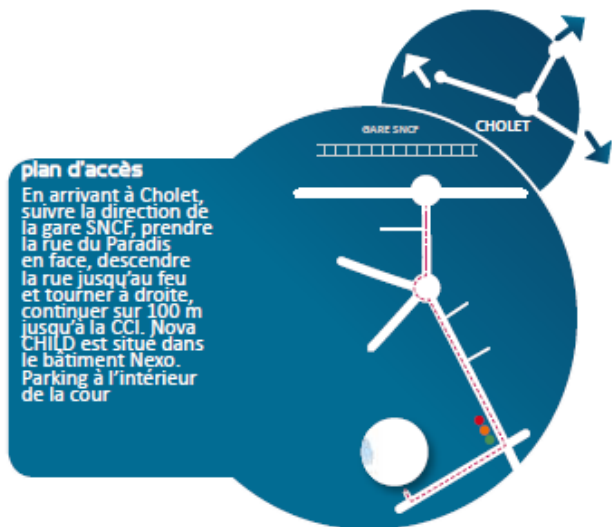 CHOLET
GARE SNCF
plan d'accès
En arrivant à Cholet,
suivre la direction de
la gare SNCF, prendre
la rue du Paradis
en face, descendre
la rue jusqu'au feu
et tourner à droite,
continuer sur 100 m
jusqu'à la CCI. Nova
CHILD est situé dans
le bâtiment Nexo.
Parking à l'intérieur
de la cour